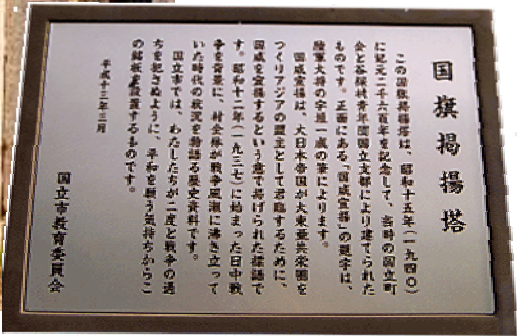 国旗掲揚塔
この国旗掲揚塔は、昭和十五年（一九四〇）
に紀元二千六百年を記念して、当時の国立町
会と谷保村青年団国立支部により建てられた
ものです。正面にある「国威宣揚」の題字は、
陸軍大将の宇垣一成の筆によります。
国威宣揚は、大日本帝国が大東亜共栄圏を
つくりアジアの盟主として君臨するために、
国威を宣揚するという意で揚げられた標語で
す。昭和十二年（一九三七）に始まった日中戦
争を背景に、村全体が戦争風潮に沸き立って
いた時代の状況を物語る歴史資料です。
国立市では、わたしたちが二度と戦争の過
ちを犯さぬように、平和を願う気持ちからこ
の銘板を設置するものです。
平成十三年三月
国立市教育委員会